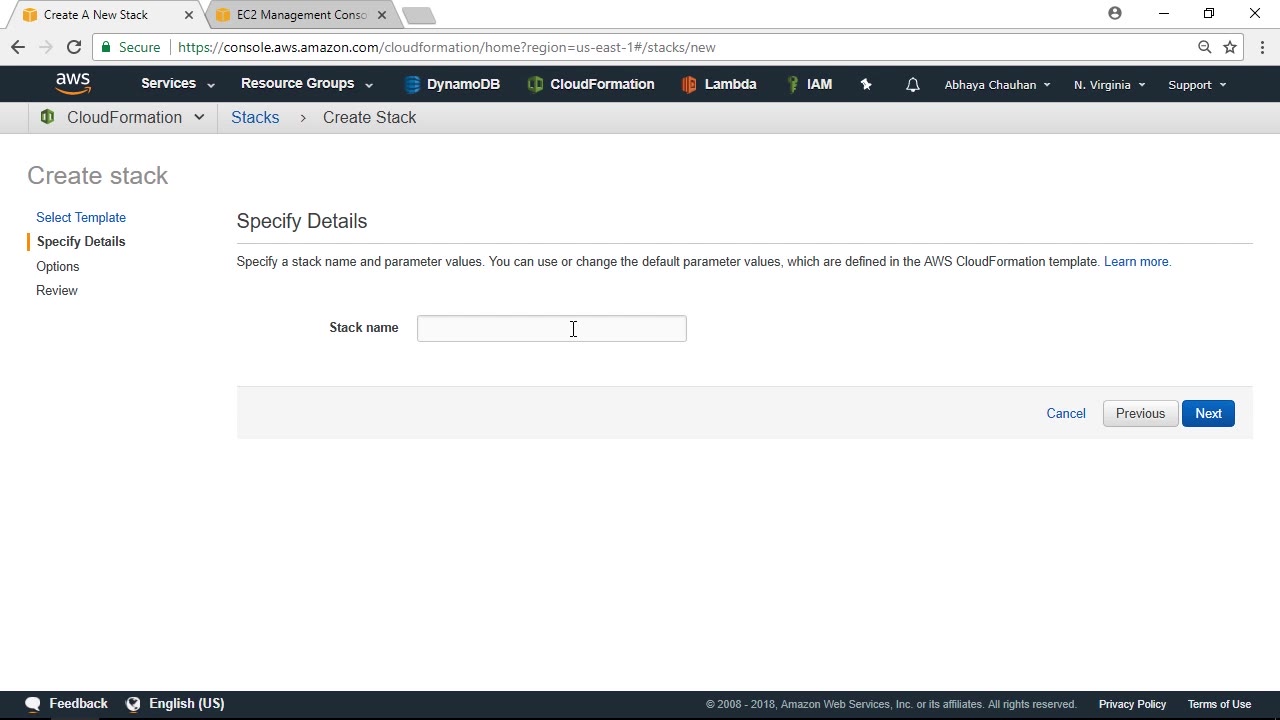 Create A New Stack
EC2 Management Conso
Secure
https://console.aws.amazon.com/cloudformation/home?region=us-east-1#/stacks/new
aws
Services
Resource Groups
DynamoDB
CloudFormation
Lambda
IAM
Abhaya Chauhan
N. Virginia
Support
CloudFormation
Stacks
Create Stack
Create stack
Select Template
Specify Details
Options
Review
Specify Details
Specify a stack name and parameter values. You can use or change the default parameter values, which are defined in the AWS CloudFormation template. Learn more.
Stack name
Cancel
Previous
Next
Feedback
English (US)
© 2008 - 2018, Amazon Web Services, Inc. or its affiliates. All rights reserved.
Privacy Policy
Terms of Use